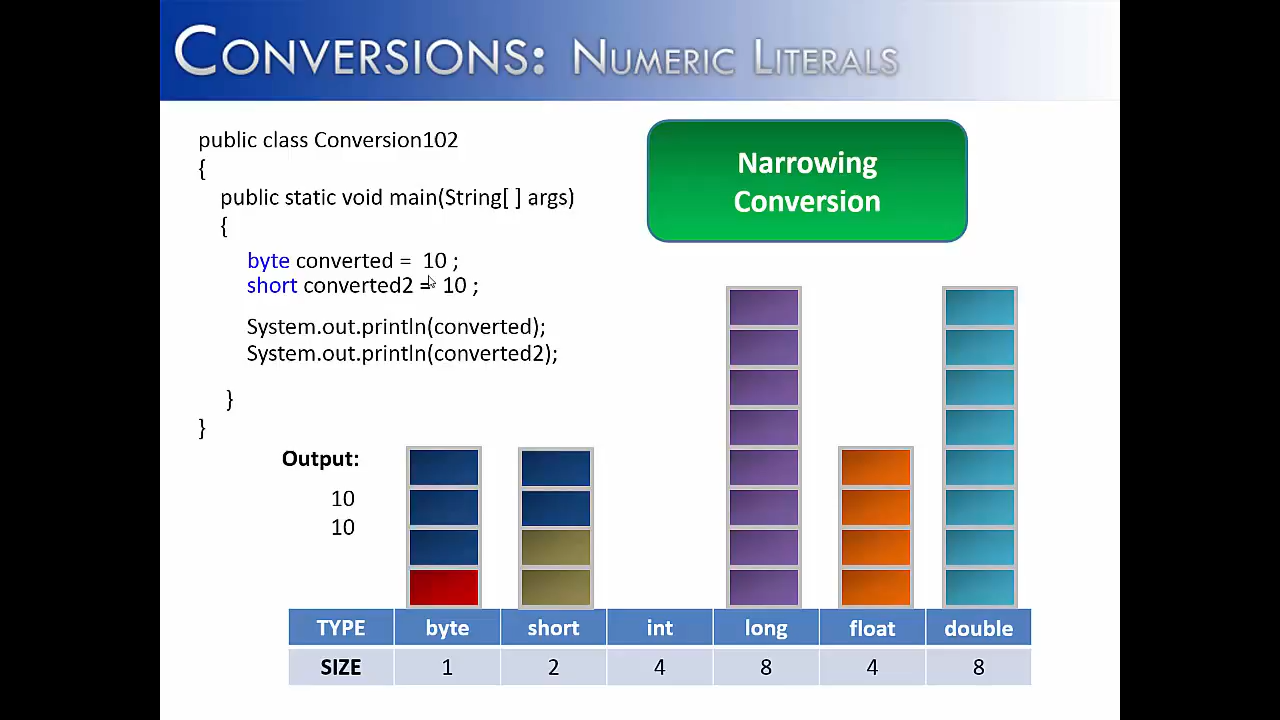 CONVERSIONS: NUMERIC LITERALS
public class Conversion102
{
public static void main(String[ ] args)
{
byte converted = 10 ;
short converted2 = 10 ;
System.out.println(converted);
System.out.println(converted2);
}
}
Narrowing
Conversion
Output:
10
10
TYPE byte short int long float double
SIZE 1 2 4 8 4 8